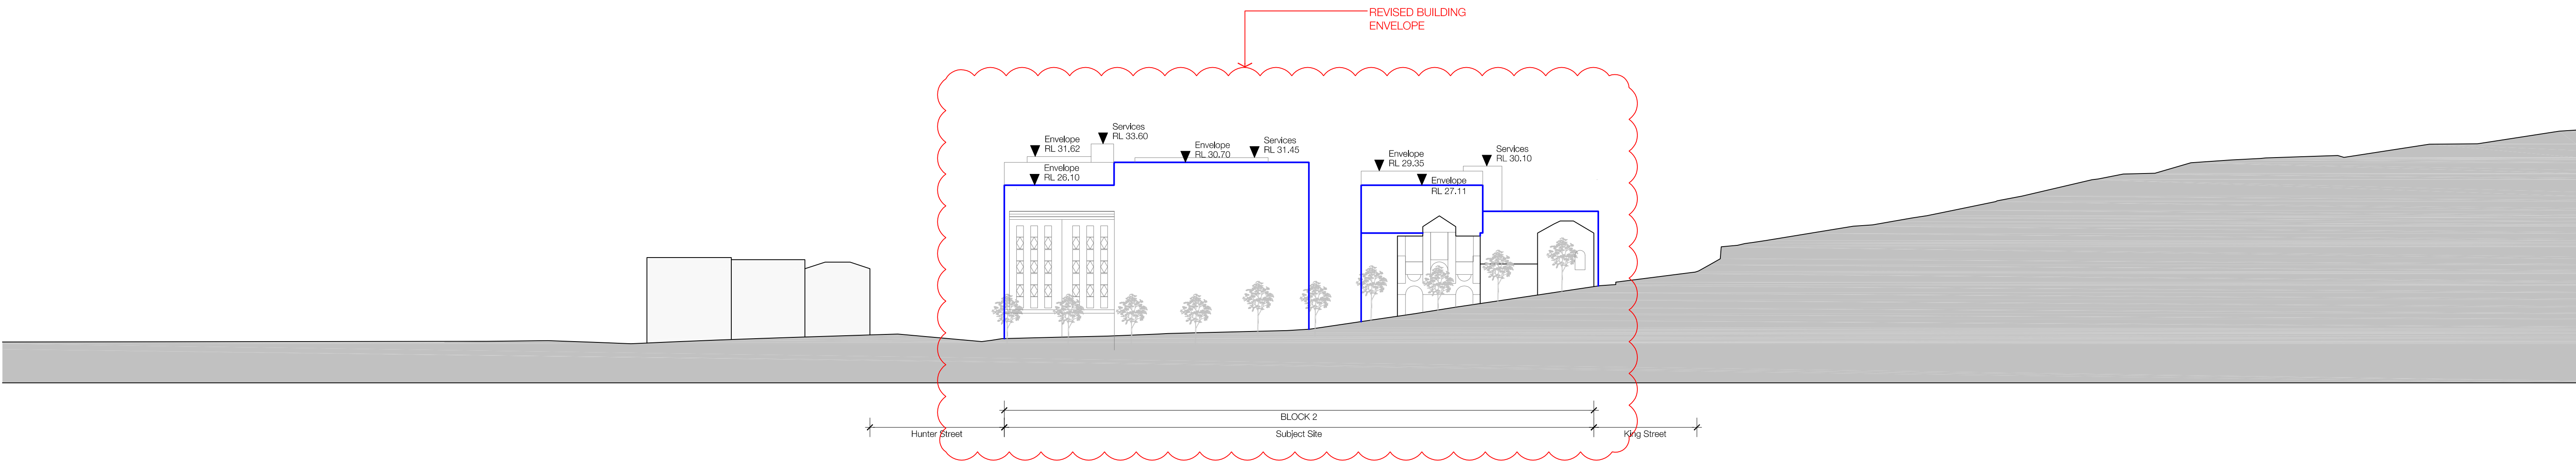 REVISED BUILDING
ENVELOPE
Services
RL 33.60
Envelope
RL 31.62
Envelope
RL 26.10
Envelope
RL 30.70
Services
RL 31.45
Envelope
RL 29.35
Services
RL 30.10
Envelope
RL 27.11
BLOCK 2
Hunter Street
Subject Site
King Street